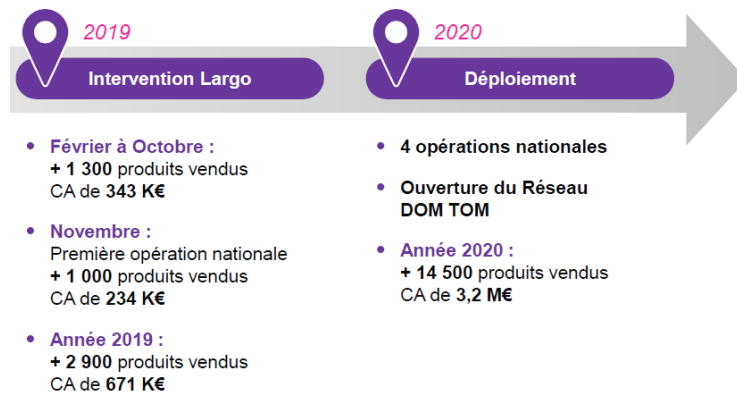 2019
Intervention Largo
• Février à Octobre :
+ 1 300 produits vendus
CA de 343 K€
• Novembre :
Première opération nationale
+ 1 000 produits vendus
CA de 234 K€
• Année 2019 :
+ 2 900 produits vendus
CA de 671 K€
2020
Déploiement
• 4 opérations nationales
• Ouverture du Réseau
DOM TOM
• Année 2020 :
+ 14 500 produits vendus
CA de 3,2 M€